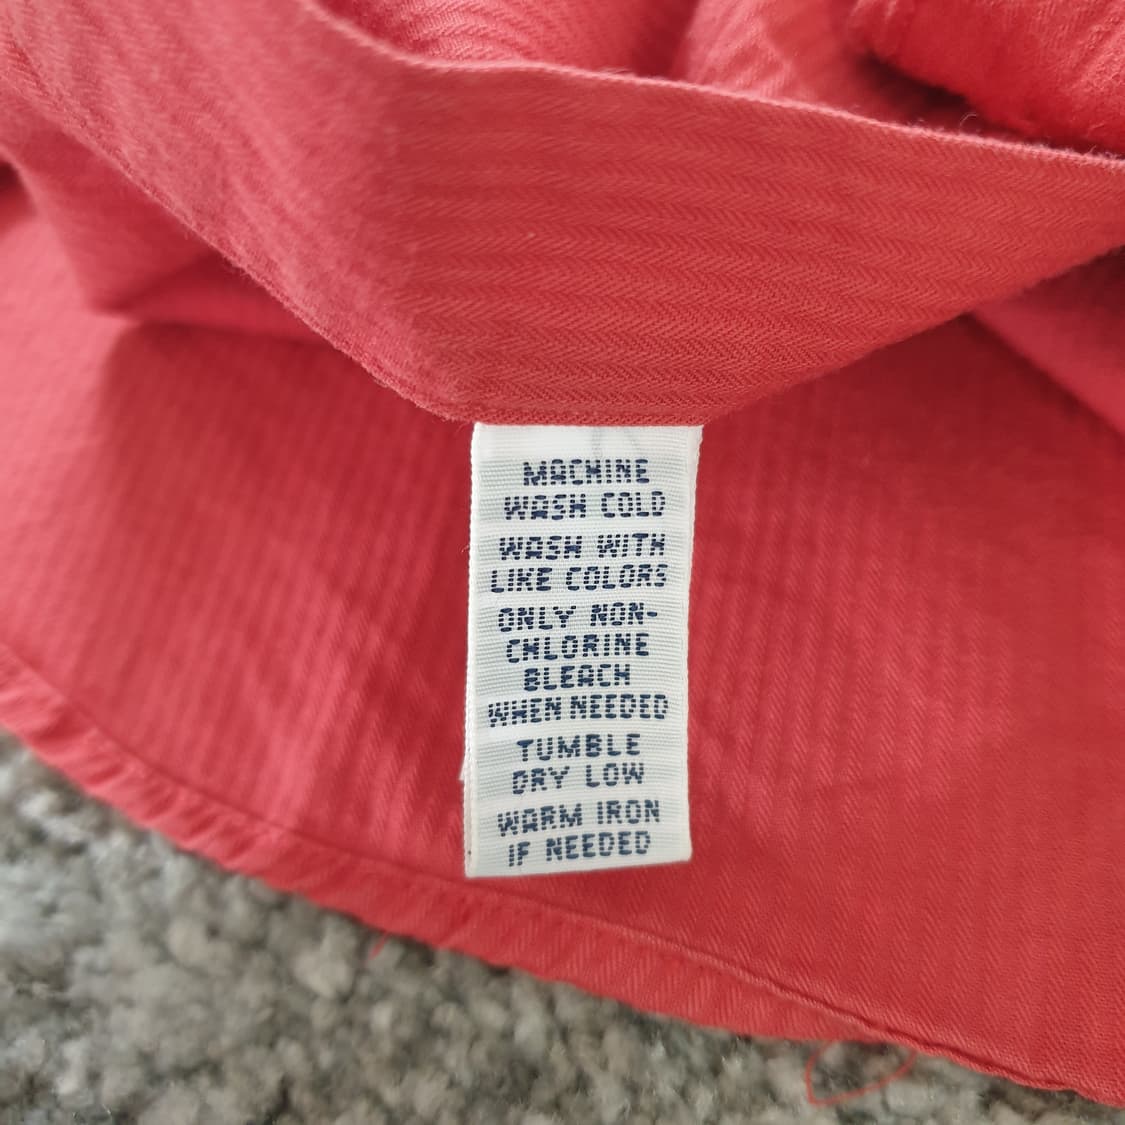 MACHINE
WASH COLD
WASH WITH
LIKE COLORS
ONLY NON-
CHLORINE
BLEACH
WHEN NEEDED
TUMBLE
DRY LOW
WARM IRON
IF NEEDED